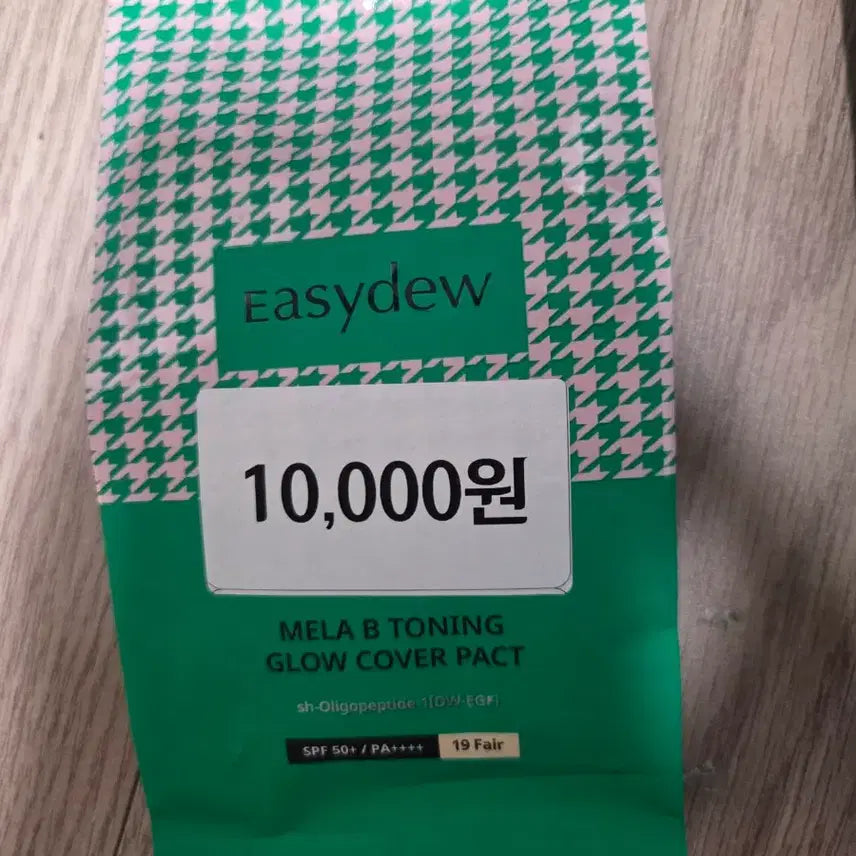 Easydew
10,000원
MELA B TONING
GLOW COVER PACT
sh-Oligopeptide-1(DW-EGF)
SPF 50+ / PA++++ 19 Fair